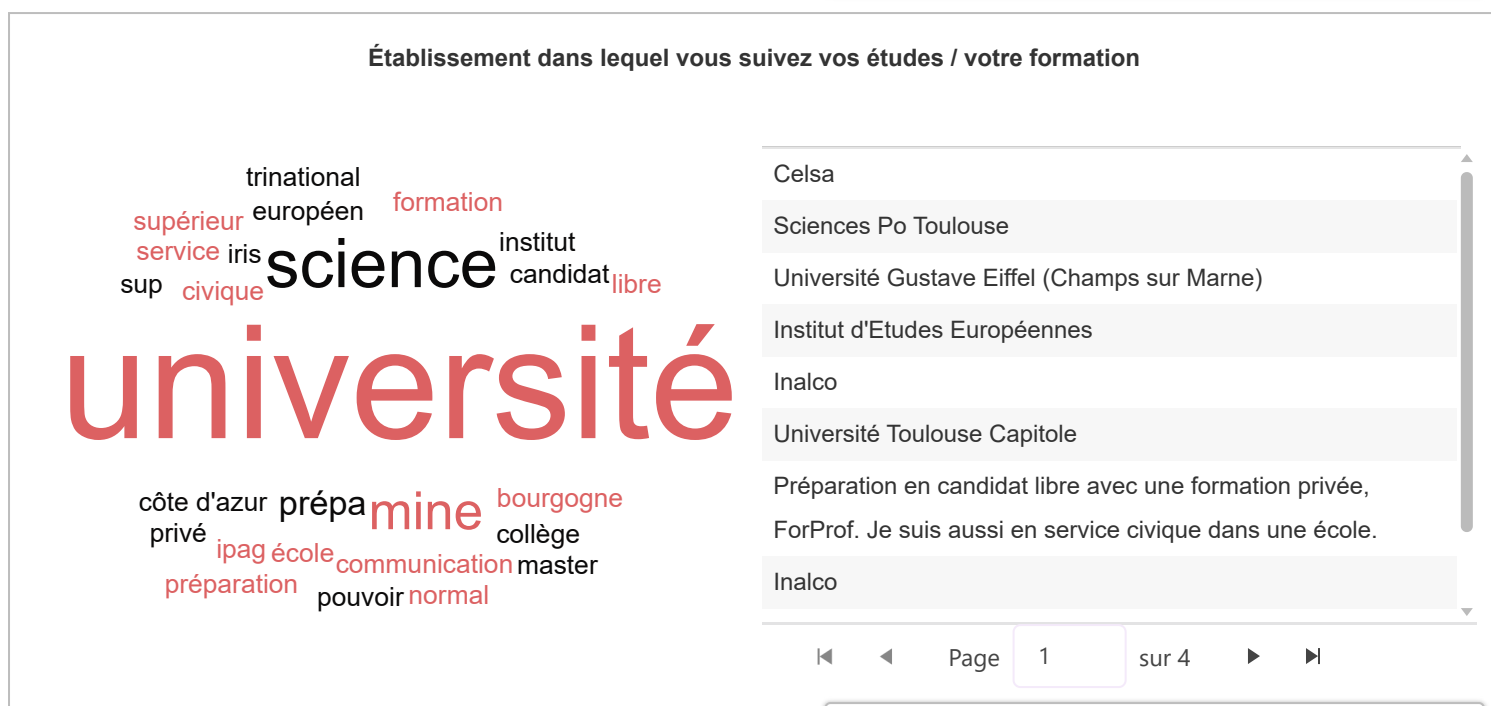 Établissement dans lequel vous suivez vos études / votre formation
trinational
européen
formation
supérieur
service
iris
science
institut
candidat
libre
sup
civique
université
côte d'azur
prépa
mine
bourgogne
privé
collège
ipag
école
communication
master
préparation
pouvoir
normal
Celsa
Sciences Po Toulouse
Université Gustave Eiffel (Champs sur Marne)
Institut d'Etudes Européennes
Inalco
Université Toulouse Capitole
Préparation en candidat libre avec une formation privée,
ForProf. Je suis aussi en service civique dans une école.
Inalco
Page 1 sur 4